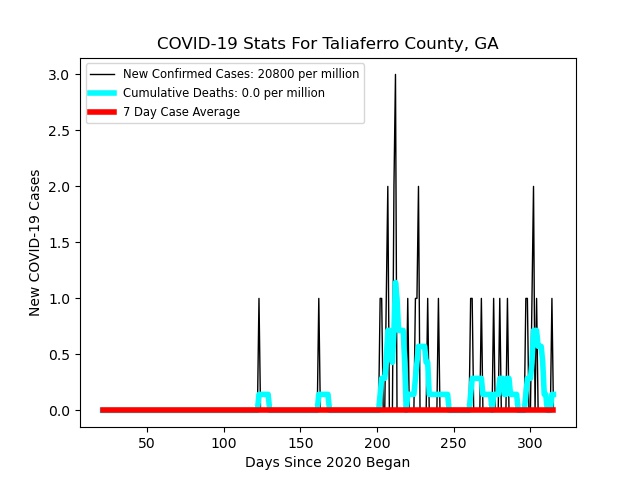 COVID-19 Stats For Taliaferro County, GA
New Confirmed Cases: 20800 per million
Cumulative Deaths: 0.0 per million
7 Day Case Average
New COVID-19 Cases
3.0
2.5
2.0
1.5
1.0
0.5
0.0
50 100 150 200 250 300
Days Since 2020 Began